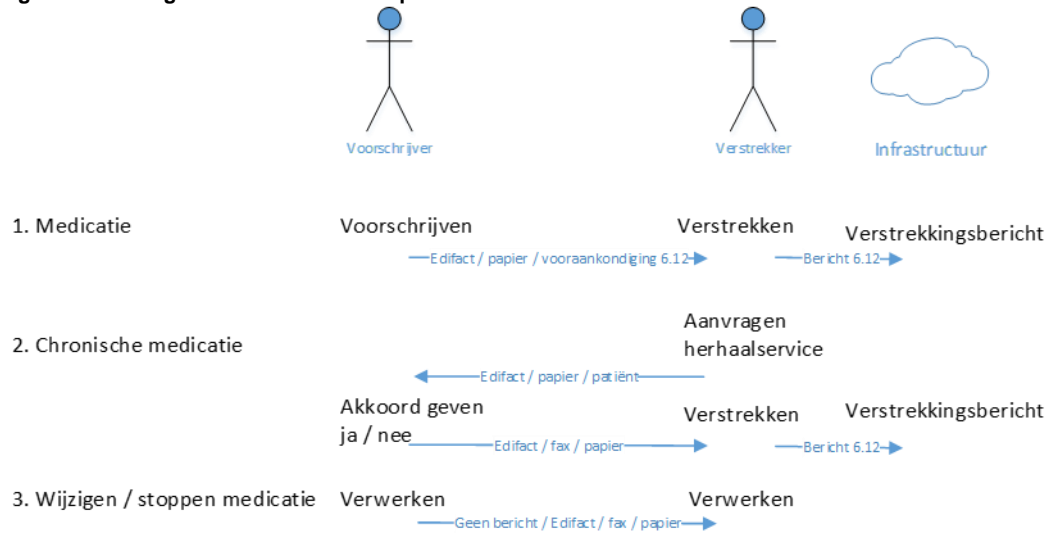 Voorschrijver
Verstrekker
Infrastructuur
1. Medicatie
Voorschrijven
Verstrekken
Verstrekkingsbericht
Edifact / papier / vooraankondiging 6.12
Bericht 6.12
2. Chronische medicatie
Aanvragen
herhaalservice
Edifact / papier / patiënt
Akkoord geven
ja / nee
Verstrekken
Verstrekkingsbericht
Edifact / fax / papier
Bericht 6.12
3. Wijzigen / stoppen medicatie
Verwerken
Verwerken
Geen bericht / Edifact / fax / papier